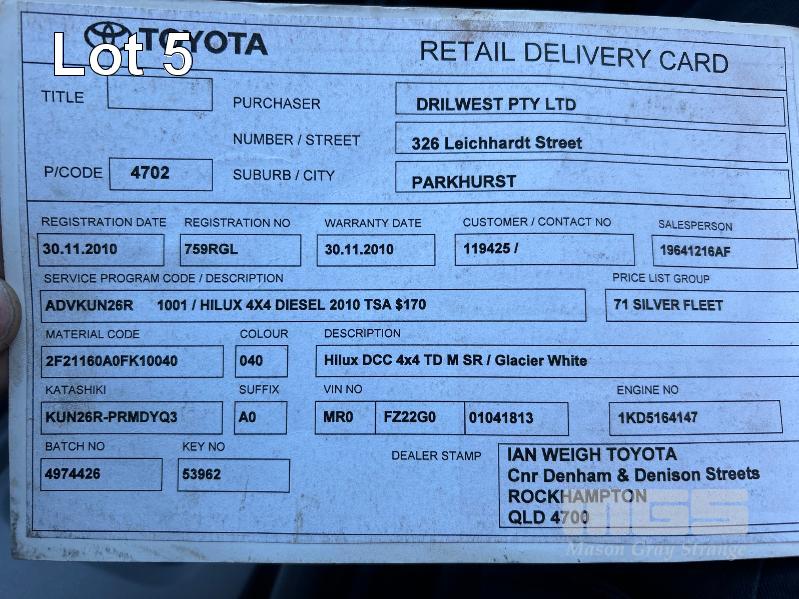 Lot 5
TOYOTA
RETAIL DELIVERY CARD
TITLE
PURCHASER DRILWEST PTY LTD
NUMBER / STREET 326 Leichhardt Street
P/CODE 4702 SUBURB / CITY PARKHURST
REGISTRATION DATE REGISTRATION NO WARRANTY DATE CUSTOMER / CONTACT NO SALESPERSON
30.11.2010 759RGL 30.11.2010 119425 / 19641216AF
SERVICE PROGRAM CODE / DESCRIPTION PRICE LIST GROUP
ADVKUN26R 1001 / HILUX 4X4 DIESEL 2010 TSA $170 71 SILVER FLEET
MATERIAL CODE COLOUR DESCRIPTION
2F21160A0FK10040 040 Hilux DCC 4x4 TD M SR / Glacier White
KATASHIKI SUFFIX VIN NO ENGINE NO
KUN26R-PRMDYQ3 A0 MR0 FZ22G0 01041813 1KD5164147
BATCH NO KEY NO DEALER STAMP
4974426 53962
IAN WEIGH TOYOTA
Cnr Denham & Denison Streets
ROCKHAMPTON
QLD 4700
MGS
Mason Gray Strange